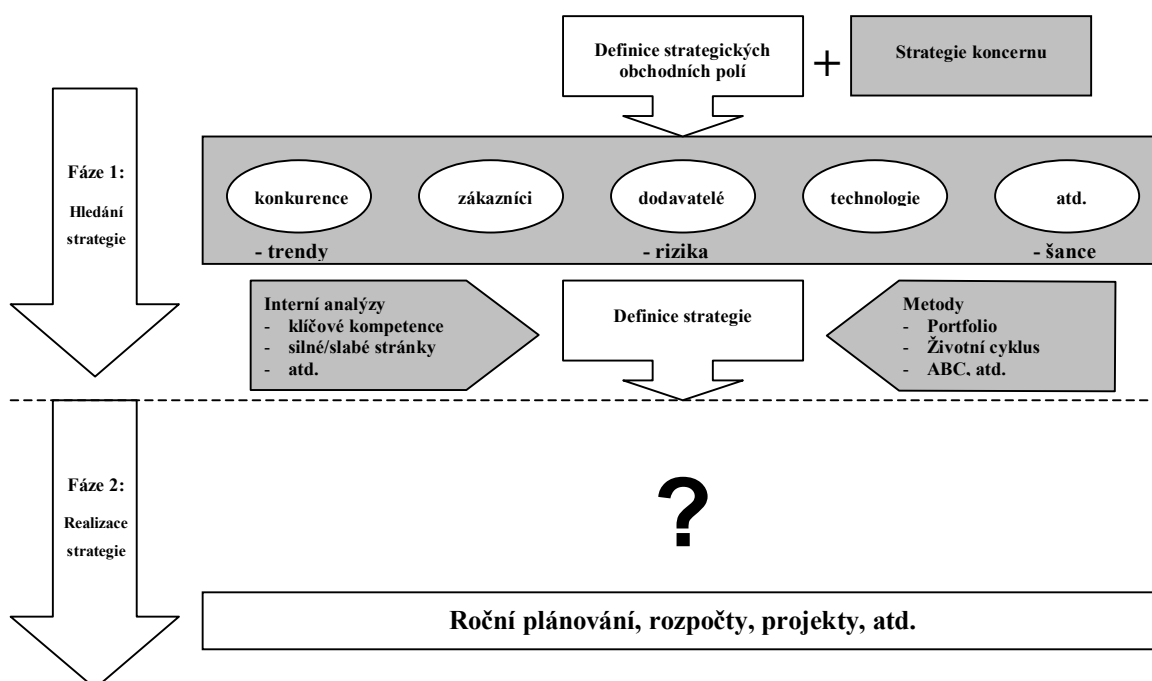 Definice strategických
obchodních polí
+
Strategie koncernu
Fáze 1:
Hledání
strategie
konkurence
zákazníci
dodavatelé
technologie
atd.
- trendy
- rizika
- šance
Interní analýzy
- klíčové kompetence
- silné/slabé stránky
- atd.
Definice strategie
Metody
- Portfolio
- Životní cyklus
- ABC, atd.
Fáze 2:
Realizace
strategie
?
Roční plánování, rozpočty, projekty, atd.